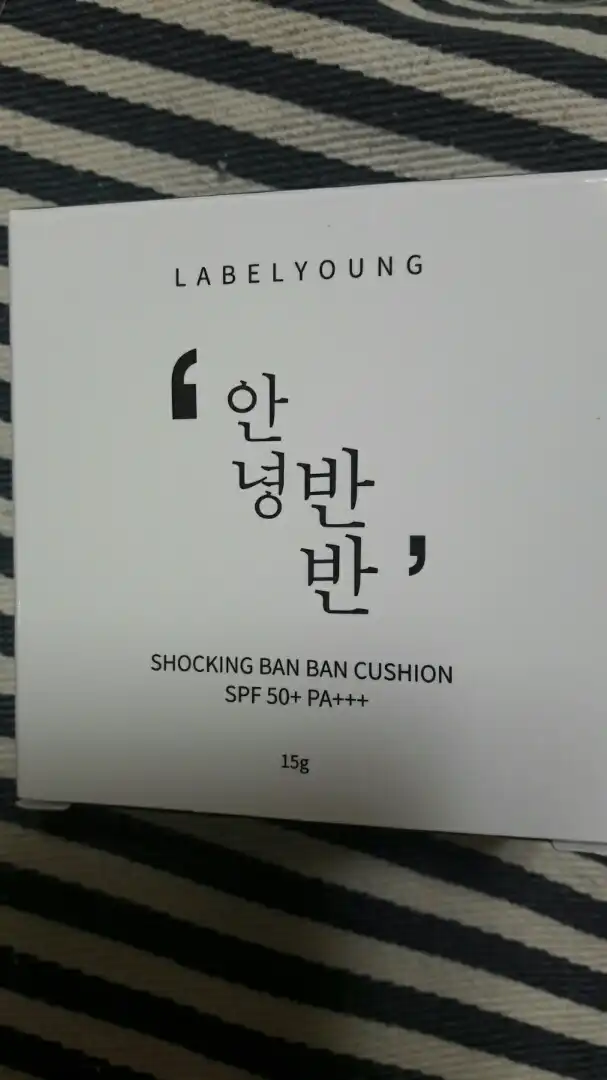 LABELYOUNG
‘안
녕반
반’
SHOCKING BAN BAN CUSHION
SPF 50+ PA+++
15g